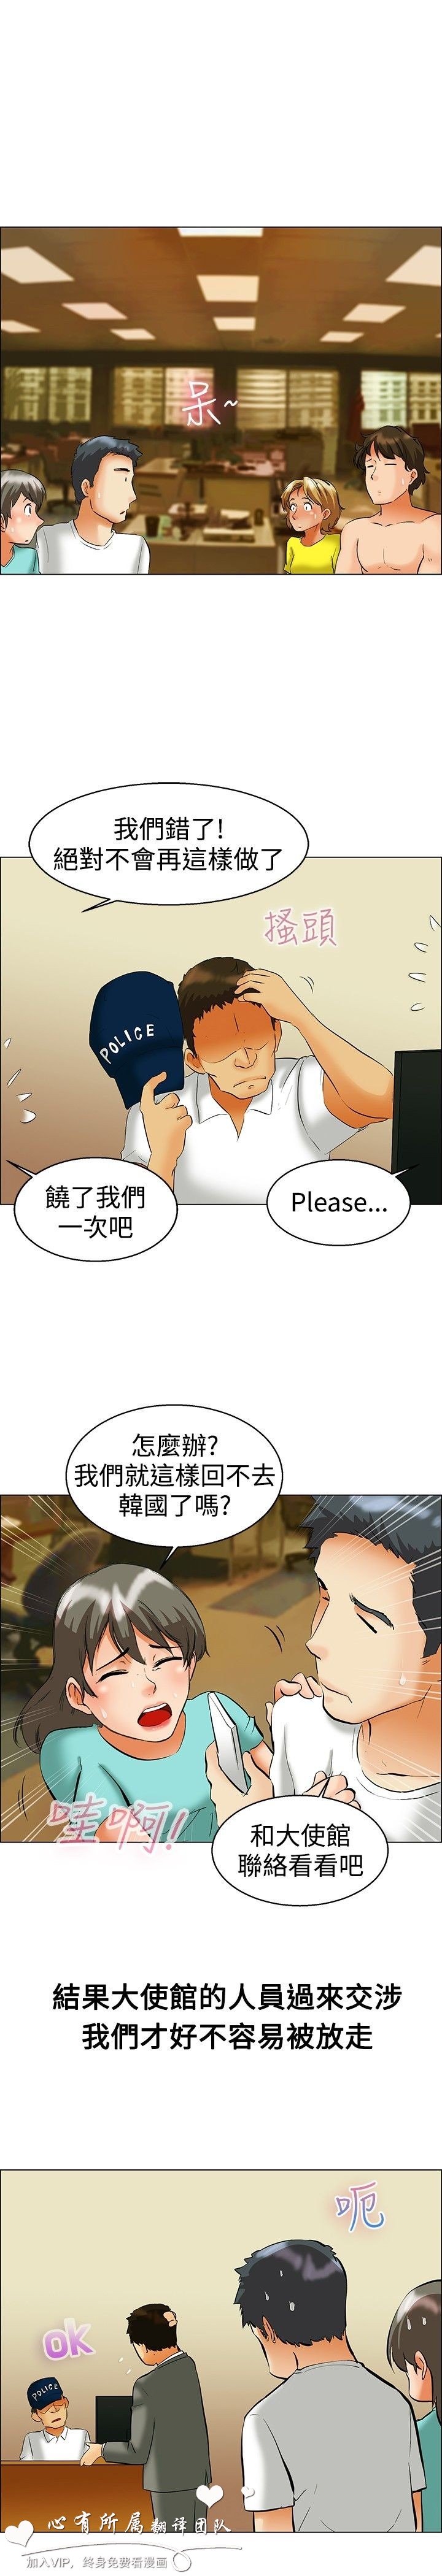 呆~
我們錯了!
絕對不會再這樣做了
搔頭
POLICE
饒了我們
一次吧
Please...
怎麼辦?
我們就這樣回不去
韓國了嗎?
哇啊!
和大使館
聯絡看看吧
結果大使館的人員過來交涉
我們才好不容易被放走
呃
OK
POLICE
心有所属翻译团队
加入VIP，终身免费看漫画